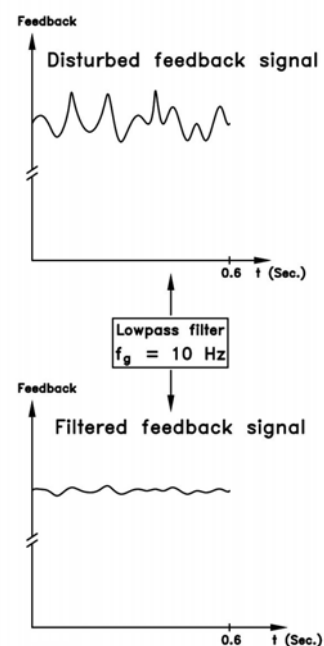 Feedback
Disturbed feedback signal
0.6 t (Sec.)
Lowpass filter
fg = 10 Hz
Feedback
Filtered feedback signal
0.6 t (Sec.)